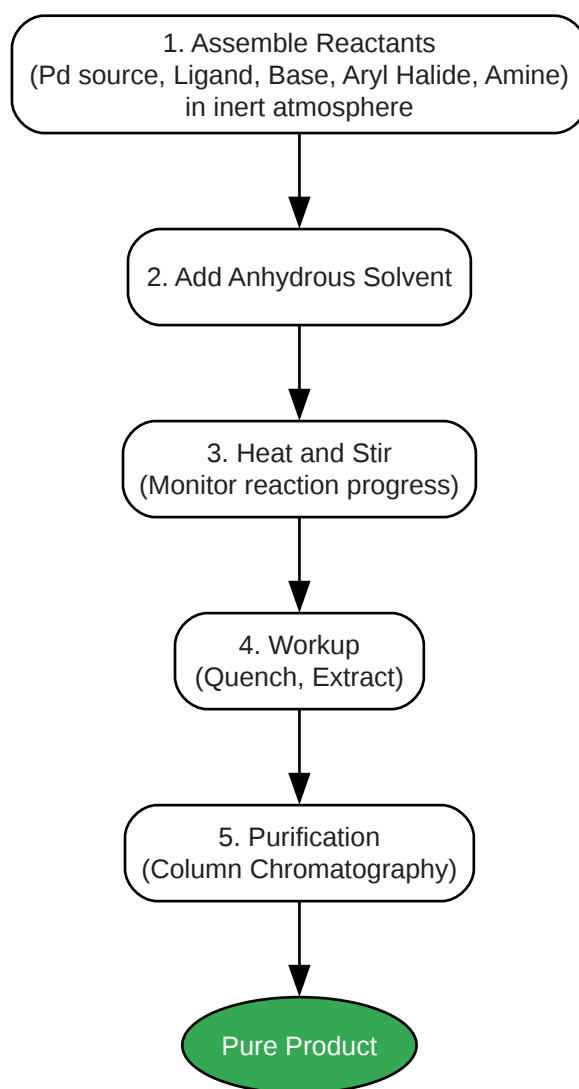 1. Assemble Reactants
(Pd source, Ligand, Base, Aryl Halide, Amine)
in inert atmosphere
2. Add Anhydrous Solvent
3. Heat and Stir
(Monitor reaction progress)
4. Workup
(Quench, Extract)
5. Purification
(Column Chromatography)
Pure Product